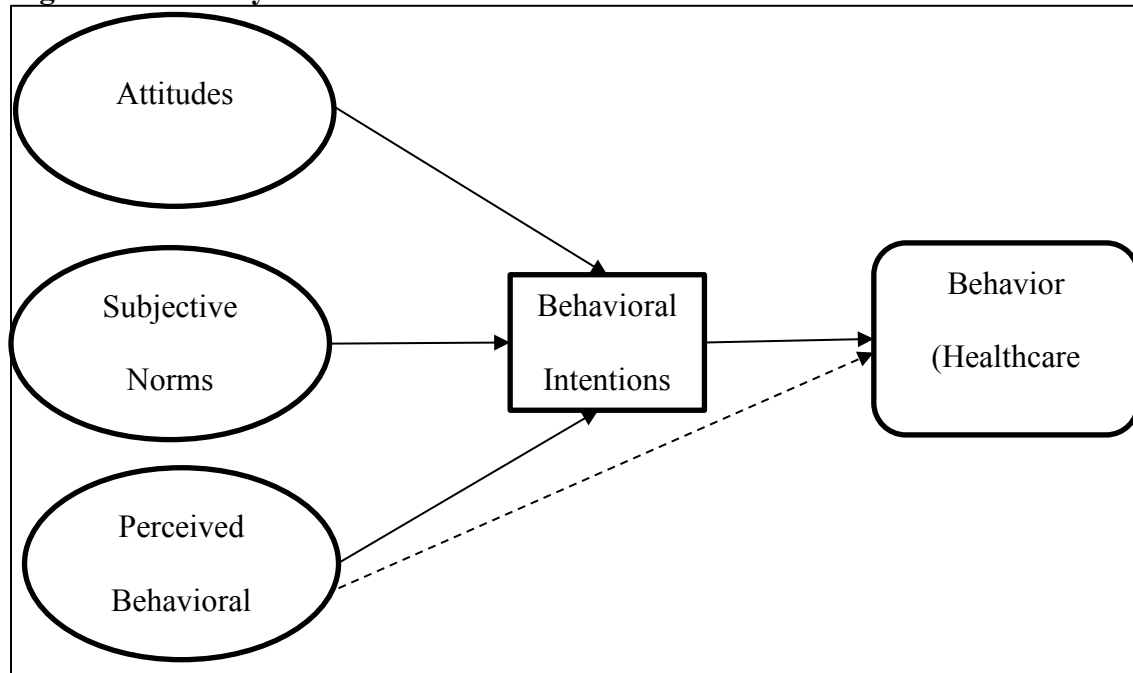 Attitudes
Subjective
Norms
Perceived
Behavioral
Behavioral
Intentions
Behavior
(Healthcare